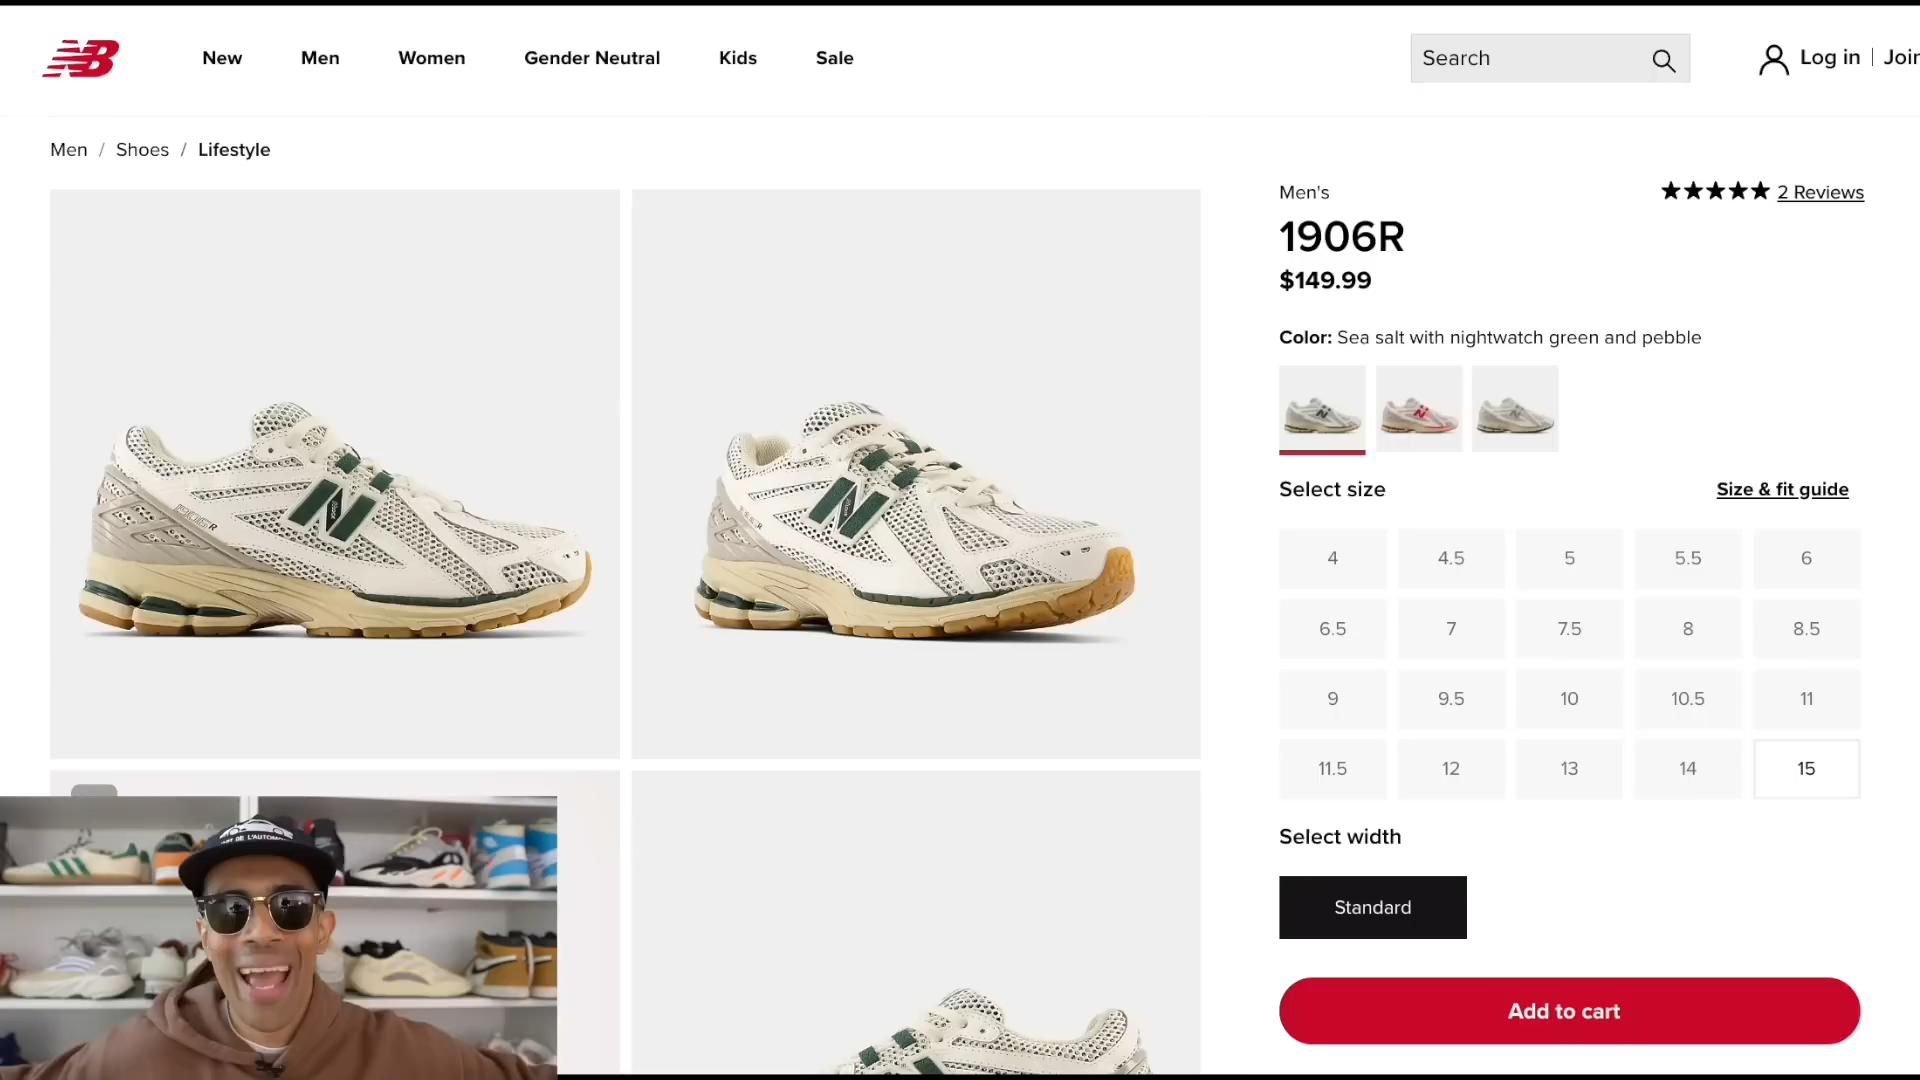 NB
New
Men
Women
Gender Neutral
Kids
Sale
Search
Log in
Men / Shoes / Lifestyle
Men's
2 Reviews
1906R
$149.99
Color: Sea salt with nightwatch green and pebble
Select size
Size & fit guide
4 4.5 5 5.5 6
6.5 7 7.5 8 8.5
9 9.5 10 10.5 11
11.5 12 13 14 15
Select width
Standard
Add to cart
N
N
DE L'AUTOMO